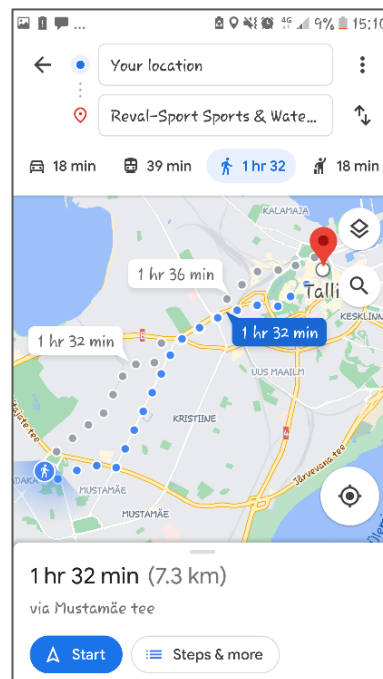 ... 4G 9% 15:10
Your location
Reval-Sport Sports & Wate...
18 min 39 min 1 hr 32 18 min
KALAMAJA
1 hr 36 min
Talli
KESKLINN
1 hr 32 min
1 hr 32 min
UUS MAAILM
KRISTIINE
Järvevana tee
MUSTAMÄE
MUSTAMÄE
1 hr 32 min (7.3 km)
via Mustamäe tee
Start Steps & more